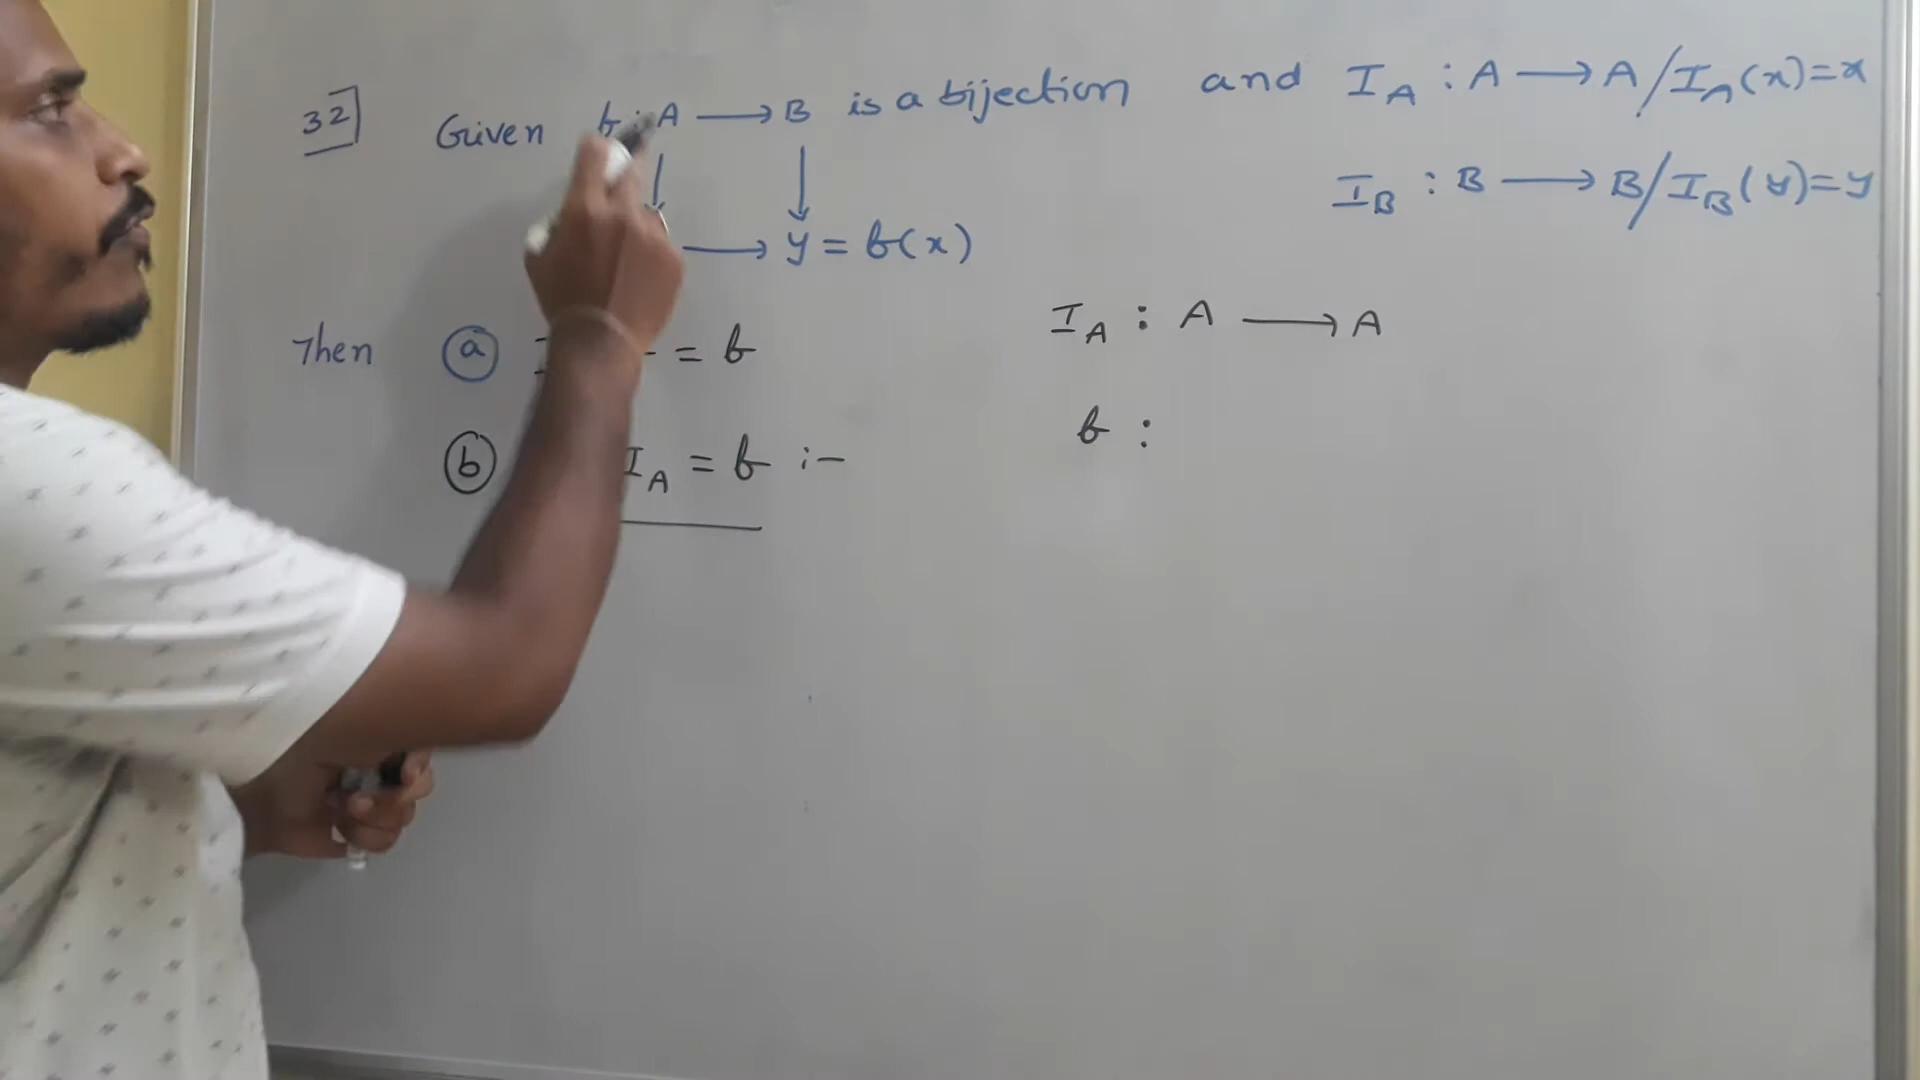 32 Given f : A → B is a bijection and I_A : A → A / I_A(x) = x
I_B : B → B / I_B(y) = y
→ y = f(x)
I_A : A → A
Then (a) = f
f :
(b) I_A = f :-